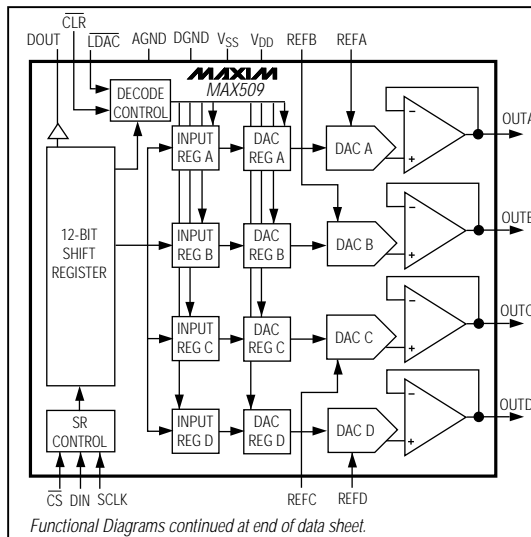 CLR
DOUT
LDAC
AGND
DGND
VSS
VDD
REFB
REFA
MAXIM
MAX509
DECODE
CONTROL
INPUT
REG A
DAC
REG A
DAC A
OUTA
12-BIT
SHIFT
REGISTER
INPUT
REG B
DAC
REG B
DAC B
OUTB
INPUT
REG C
DAC
REG C
DAC C
OUTC
SR
CONTROL
INPUT
REG D
DAC
REG D
DAC D
OUTD
CS
DIN
SCLK
REFC
REFD
Functional Diagrams continued at end of data sheet.